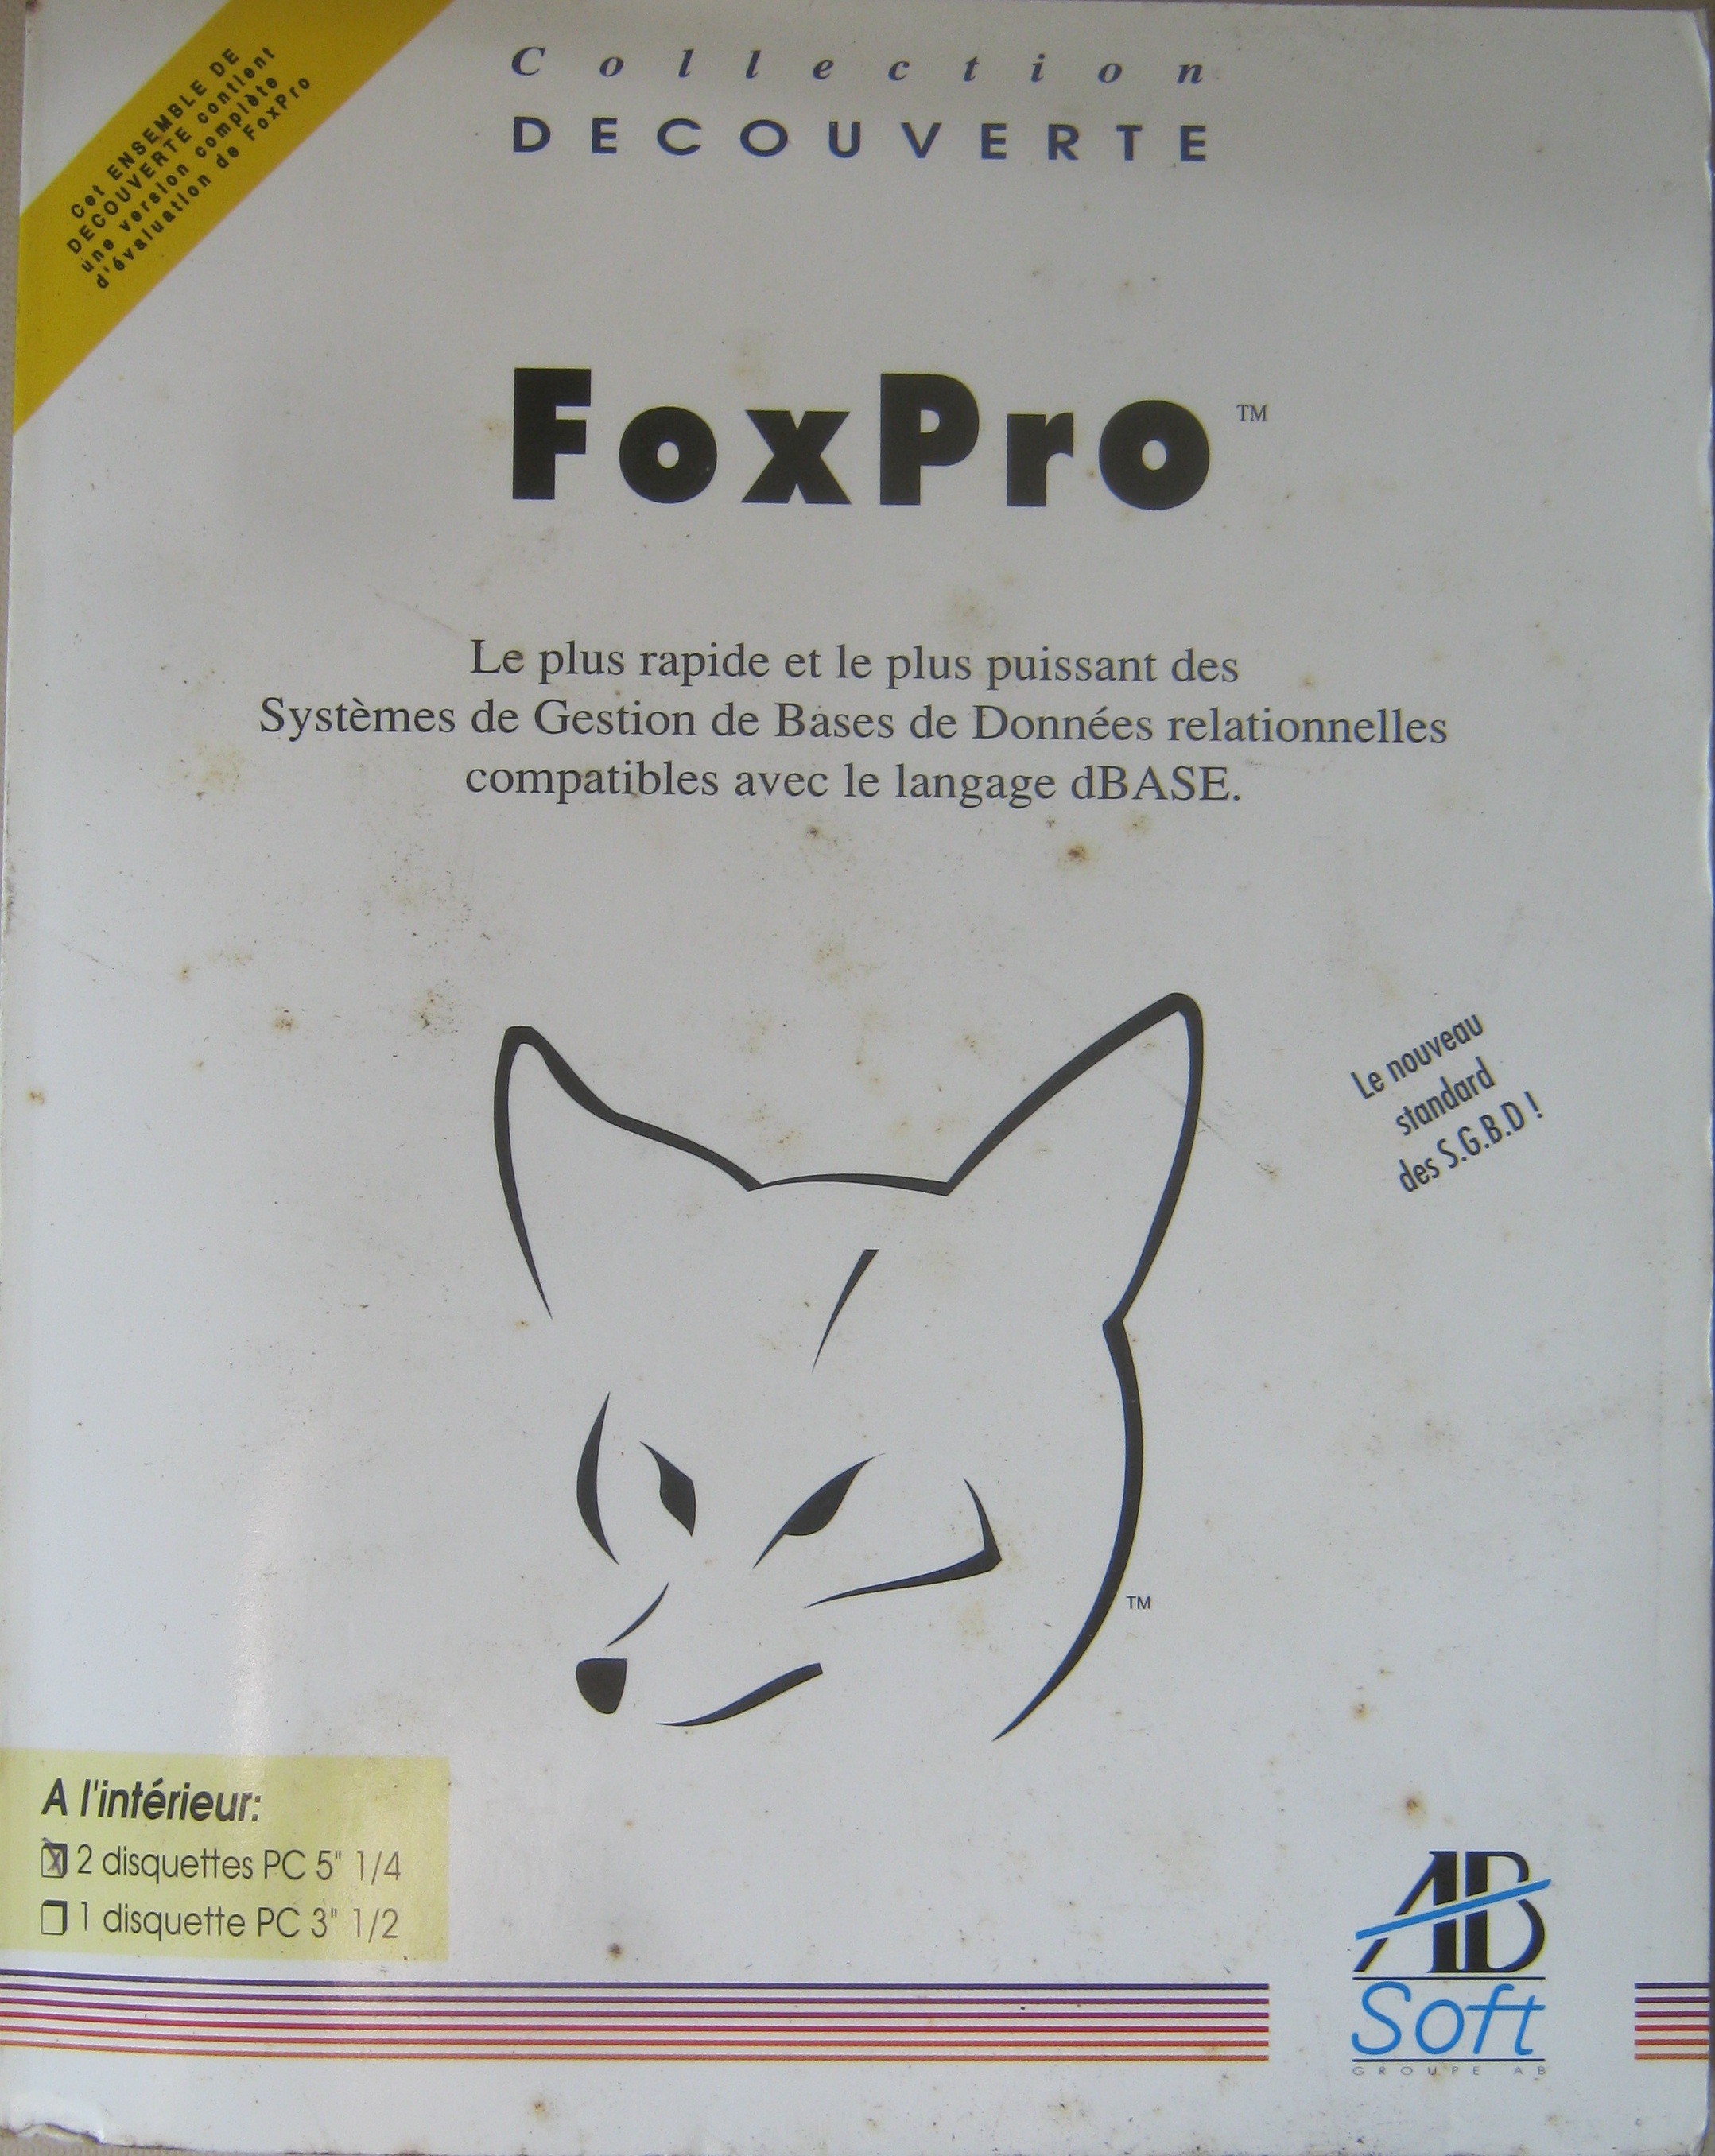 Cet ENSEMBLE DE
DECOUVERTE contient
une version complète
d'évaluation de FoxPro
Collection
DECOUVERTE
FoxPro™
Le plus rapide et le plus puissant des
Systèmes de Gestion de Bases de Données relationnelles
compatibles avec le langage dBASE.
Le nouveau
standard
des S.G.B.D !
TM
A l'intérieur:
☒ 2 disquettes PC 5" 1/4
☐ 1 disquette PC 3" 1/2
AB
Soft
GROUPE AB